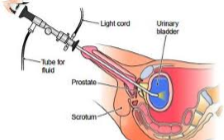 Light cord
Urinary
bladder
Tube for
fluid
Prostate
Scrotum